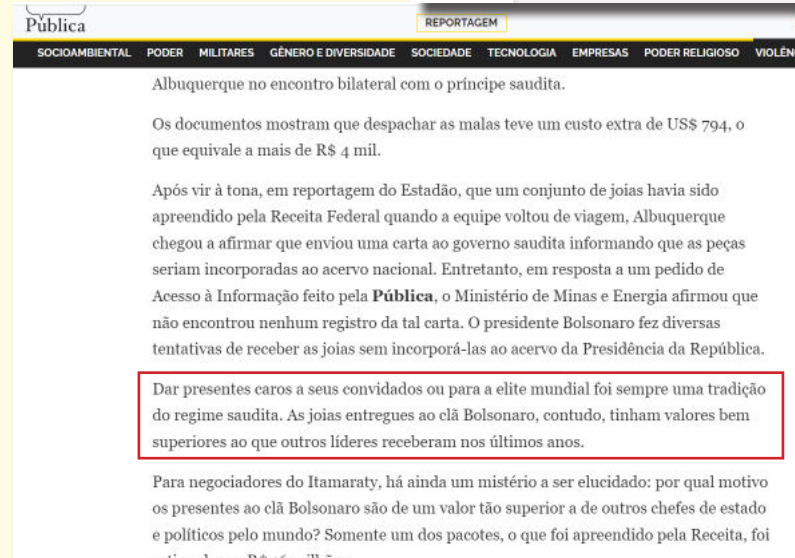 Pública
REPORTAGEM
SOCIOAMBIENTAL PODER MILITARES GÊNERO E DIVERSIDADE SOCIEDADE TECNOLOGIA EMPRESAS PODER RELIGIOSO
Albuquerque no encontro bilateral com o príncipe saudita.
Os documentos mostram que despachar as malas teve um custo extra de US$ 794, o
que equivale a mais de R$ 4 mil.
Após vir à tona, em reportagem do Estadão, que um conjunto de joias havia sido
apreendido pela Receita Federal quando a equipe voltou de viagem, Albuquerque
chegou a afirmar que enviou uma carta ao governo saudita informando que as peças
seriam incorporadas ao acervo nacional. Entretanto, em resposta a um pedido de
Acesso à Informação feito pela Pública, o Ministério de Minas e Energia afirmou que
não encontrou nenhum registro da tal carta. O presidente Bolsonaro fez diversas
tentativas de receber as joias sem incorporá-las ao acervo da Presidência da República.
Dar presentes caros a seus convidados ou para a elite mundial foi sempre uma tradição
do regime saudita. As joias entregues ao clã Bolsonaro, contudo, tinham valores bem
superiores ao que outros líderes receberam nos últimos anos.
Para negociadores do Itamaraty, há ainda um mistério a ser elucidado: por qual motivo
os presentes ao clã Bolsonaro são de um valor tão superior a de outros chefes de estado
e políticos pelo mundo? Somente um dos pacotes, o que foi apreendido pela Receita, foi